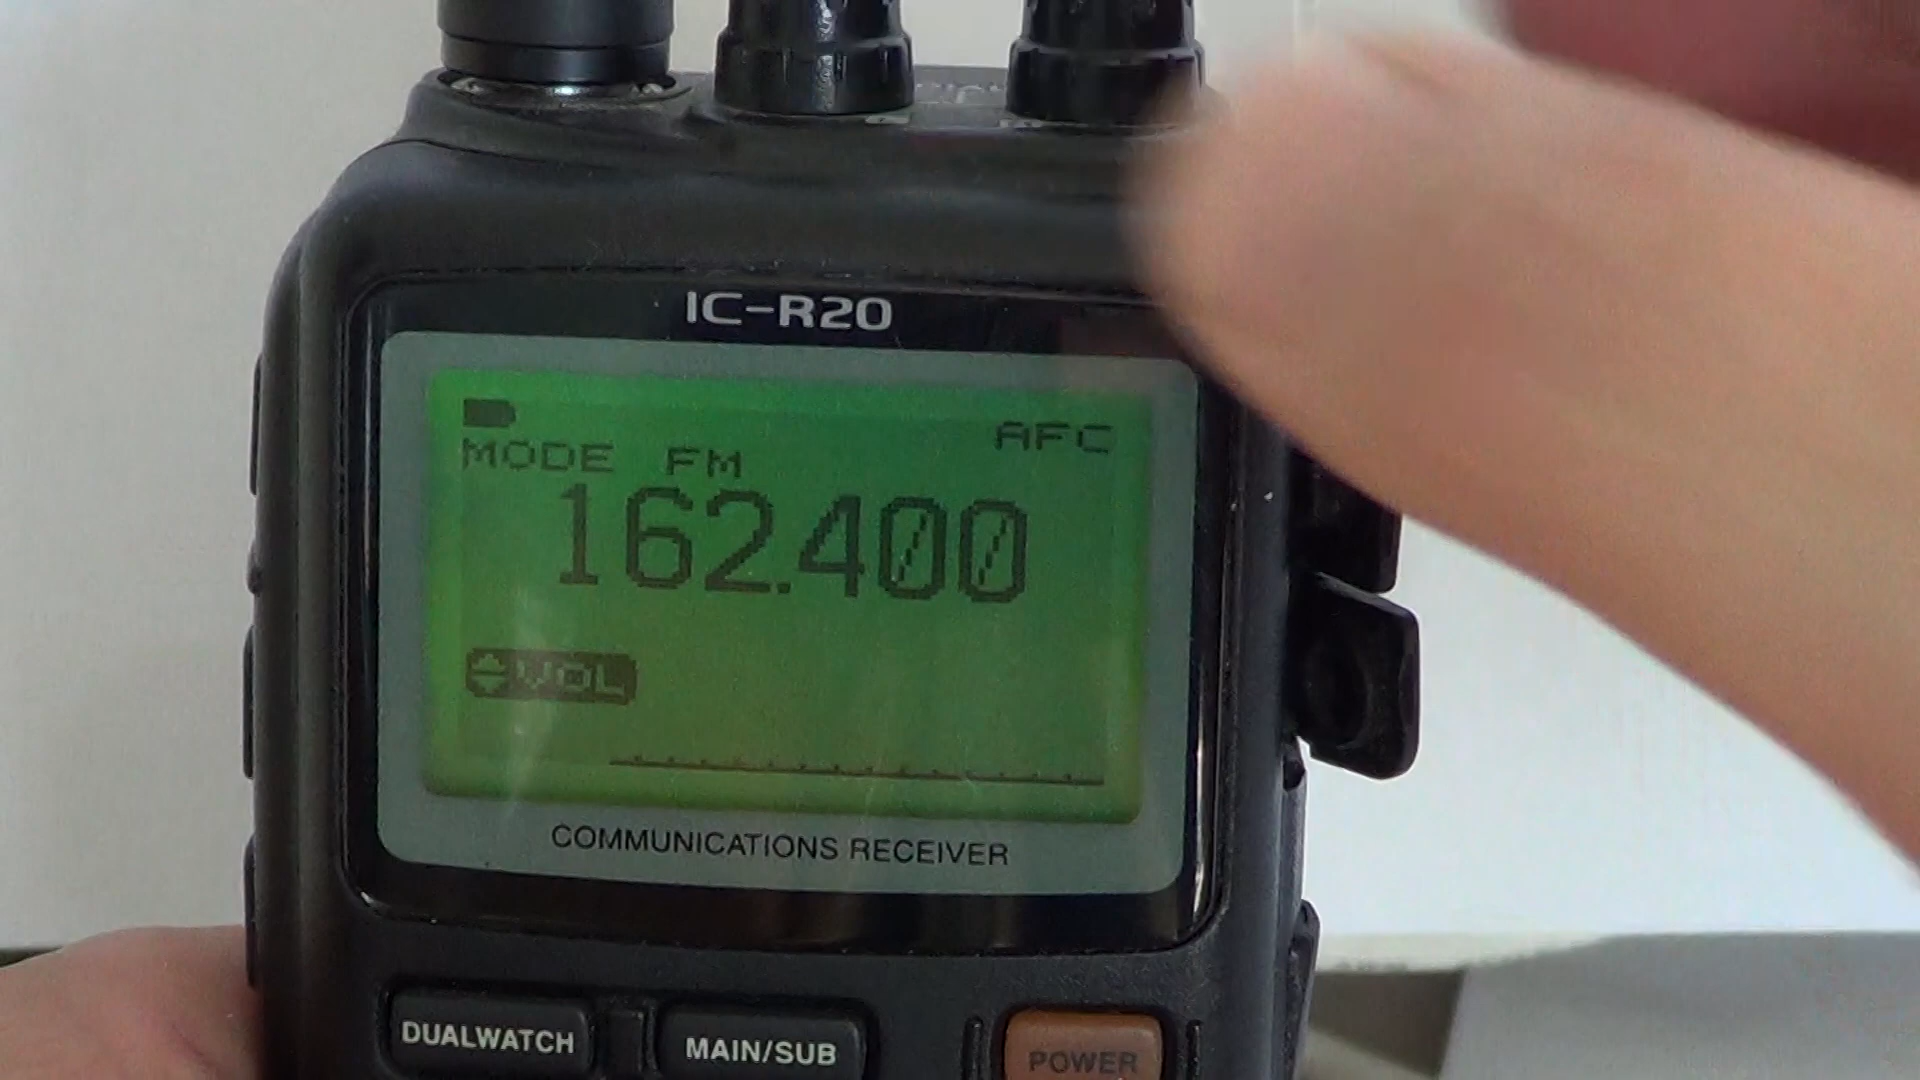 IC-R20
AFC
MODE FM
162.400
VOL
COMMUNICATIONS RECEIVER
DUALWATCH
MAIN/SUB
POWER